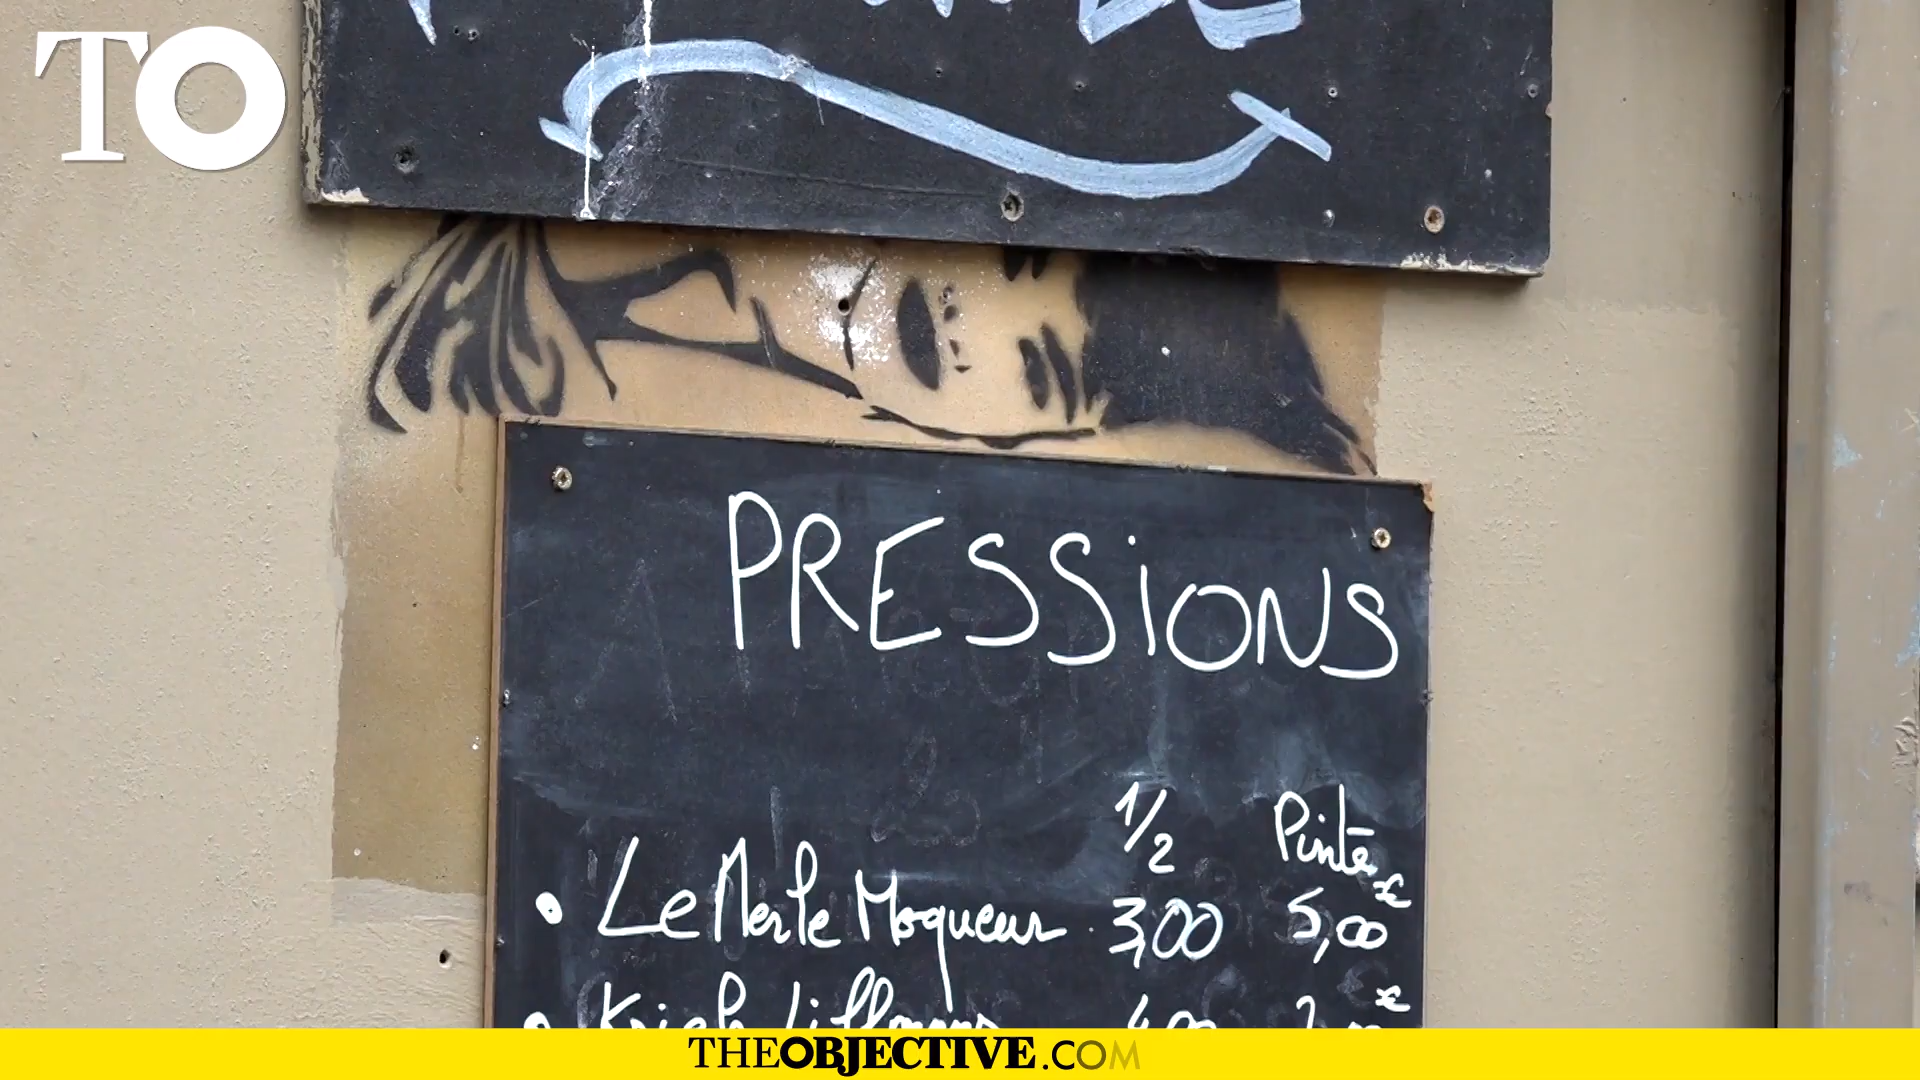 TO
PRESSiONS
1/2 Pinte
• Le Merle Moqueur 3,00 5,00€
THEOBJECTIVE.COM